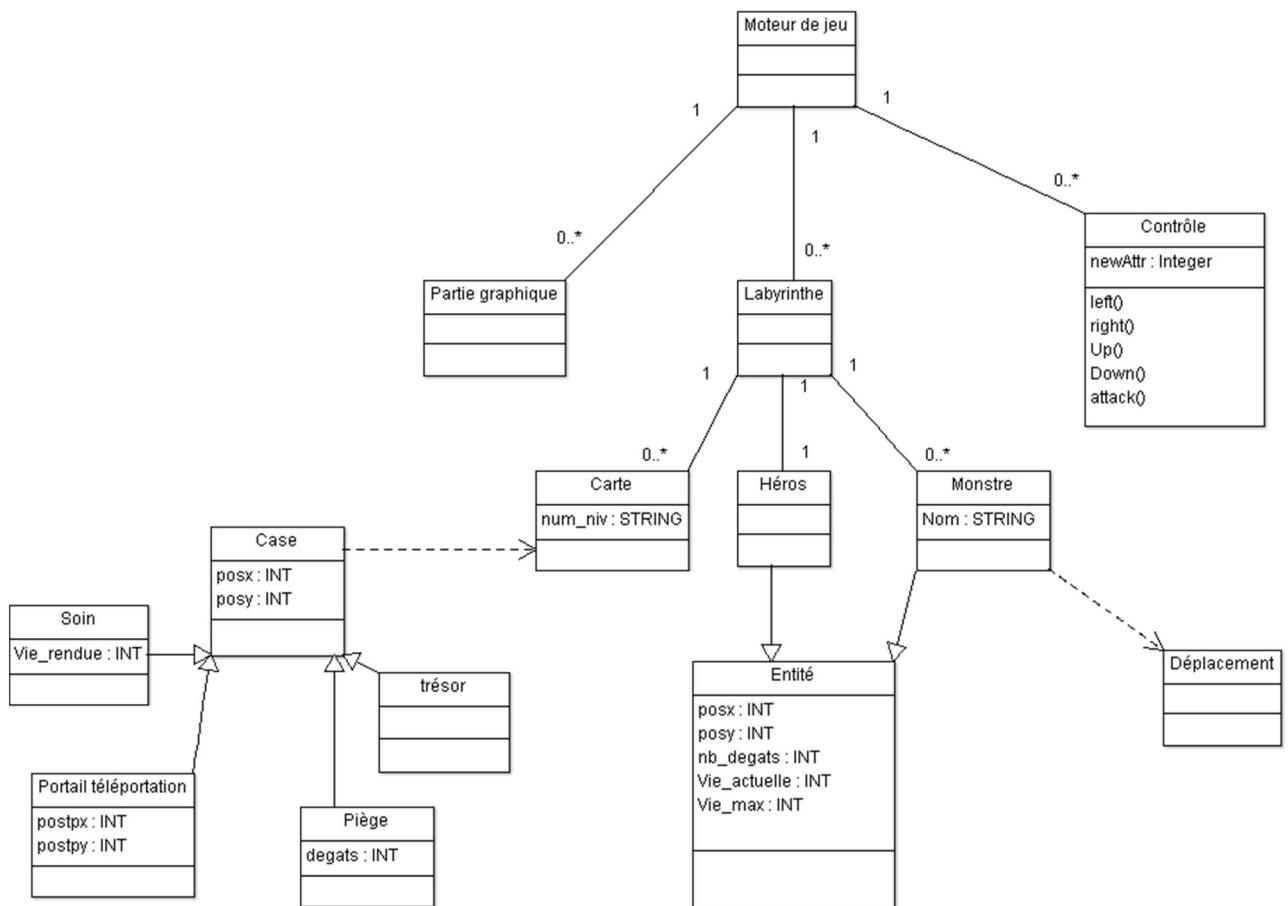 Moteur de jeu
1
1
1
0..*
0..*
0..*
Contrôle
newAttr : Integer
left()
right()
Up()
Down()
attack()
Partie graphique
Labyrinthe
1
1
1
0..*
1
0..*
Carte
num_niv : STRING
Héros
Monstre
Nom : STRING
Case
posx : INT
posy : INT
Soin
Vie_rendue : INT
trésor
Portail téléportation
postpx : INT
postpy : INT
Piège
degats : INT
Entité
posx : INT
posy : INT
nb_degats : INT
Vie_actuelle : INT
Vie_max : INT
Déplacement